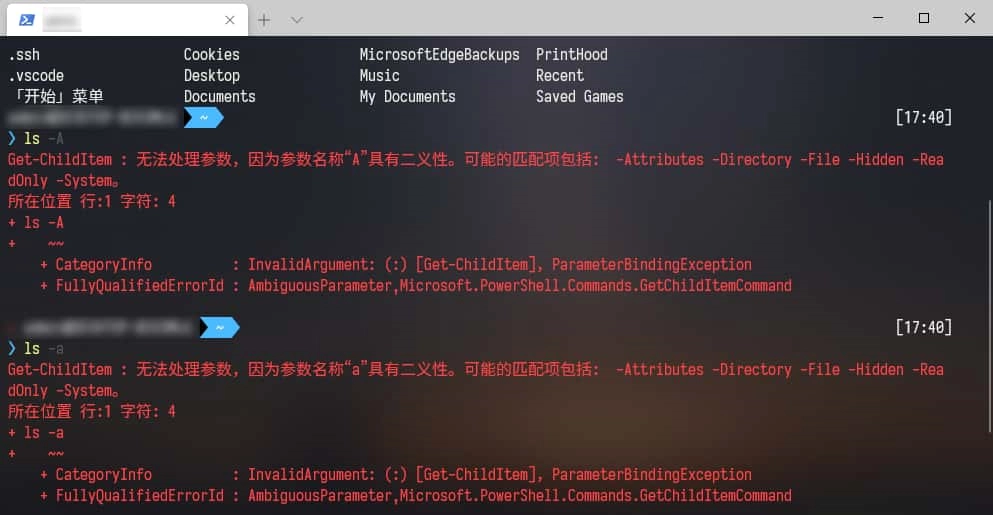 .ssh Cookies MicrosoftEdgeBackups PrintHood
.vscode Desktop Music Recent
「开始」菜单 Documents My Documents Saved Games
~ [17:40]
❯ ls -A
Get-ChildItem : 无法处理参数，因为参数名称“A”具有二义性。可能的匹配项包括: -Attributes -Directory -File -Hidden -Rea
dOnly -System。
所在位置 行:1 字符: 4
+ ls -A
+ ~~
+ CategoryInfo : InvalidArgument: (:) [Get-ChildItem]，ParameterBindingException
+ FullyQualifiedErrorId : AmbiguousParameter,Microsoft.PowerShell.Commands.GetChildItemCommand
~ [17:40]
❯ ls -a
Get-ChildItem : 无法处理参数，因为参数名称“a”具有二义性。可能的匹配项包括: -Attributes -Directory -File -Hidden -Rea
dOnly -System。
所在位置 行:1 字符: 4
+ ls -a
+ ~~
+ CategoryInfo : InvalidArgument: (:) [Get-ChildItem]，ParameterBindingException
+ FullyQualifiedErrorId : AmbiguousParameter,Microsoft.PowerShell.Commands.GetChildItemCommand